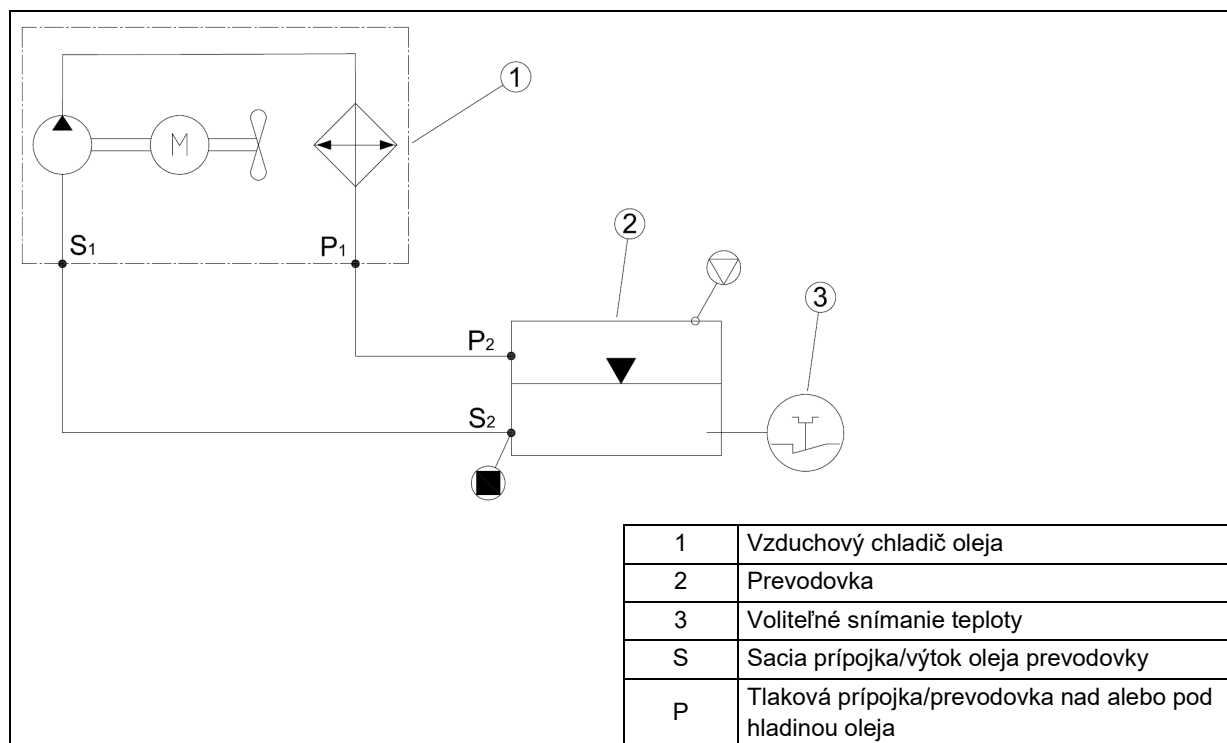 1
M
S1
P1
2
3
P2
S2
1 Vzduchový chladič oleja
2 Prevodovka
3 Voliteľné snímanie teploty
S Sacia prípojka/výtok oleja prevodovky
P Tlaková prípojka/prevodovka nad alebo pod
hladinou oleja